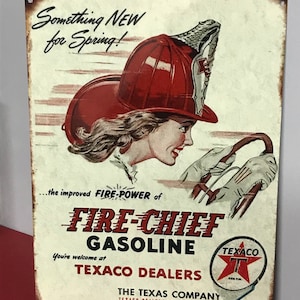 Something NEW
for Spring!
...the improved FIRE-POWER of
FIRE-CHIEF
GASOLINE
You're welcome at
TEXACO DEALERS
TEXACO
T
THE TEXAS COMPANY